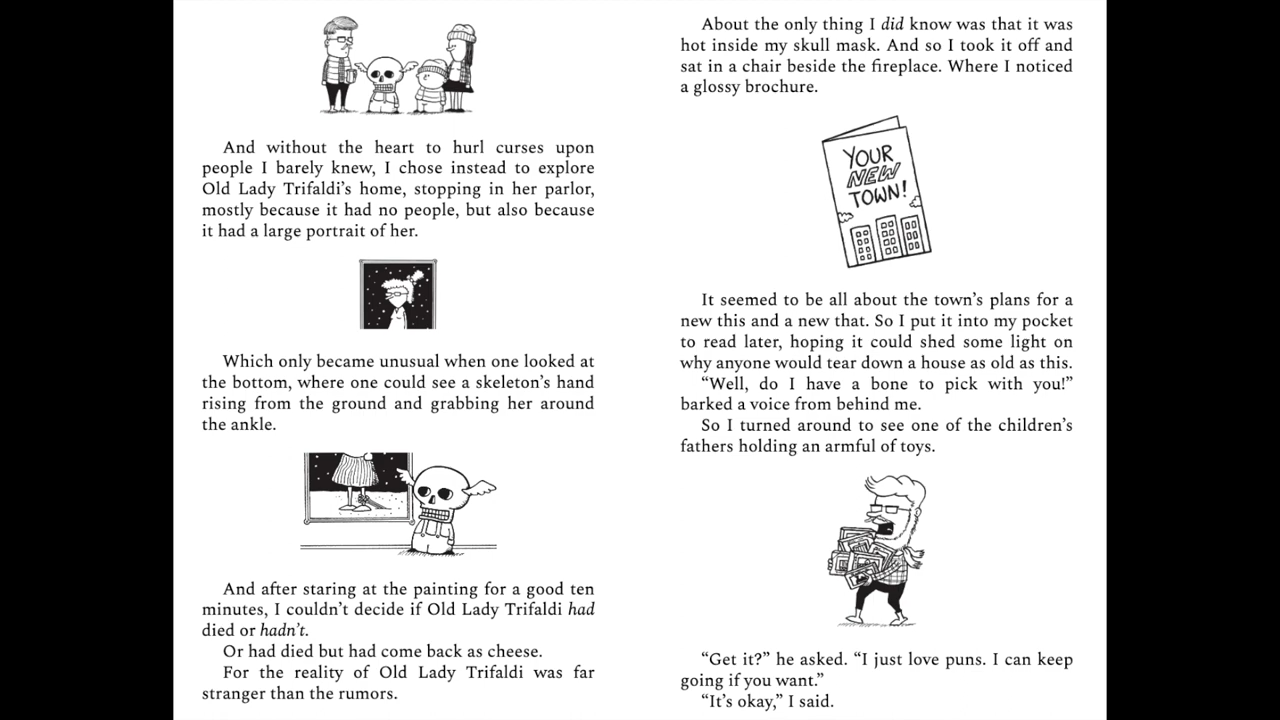 And without the heart to hurl curses upon
people I barely knew, I chose instead to explore
Old Lady Trifaldi’s home, stopping in her parlor,
mostly because it had no people, but also because
it had a large portrait of her.
Which only became unusual when one looked at
the bottom, where one could see a skeleton’s hand
rising from the ground and grabbing her around
the ankle.
And after staring at the painting for a good ten
minutes, I couldn’t decide if Old Lady Trifaldi had
died or hadn’t.
Or had died but had come back as cheese.
For the reality of Old Lady Trifaldi was far
stranger than the rumors.
About the only thing I did know was that it was
hot inside my skull mask. And so I took it off and
sat in a chair beside the fireplace. Where I noticed
a glossy brochure.
YOUR
NEW
TOWN!
It seemed to be all about the town’s plans for a
new this and a new that. So I put it into my pocket
to read later, hoping it could shed some light on
why anyone would tear down a house as old as this.
“Well, do I have a bone to pick with you!”
barked a voice from behind me.
So I turned around to see one of the children’s
fathers holding an armful of toys.
“Get it?” he asked. “I just love puns. I can keep
going if you want.”
“It’s okay,” I said.